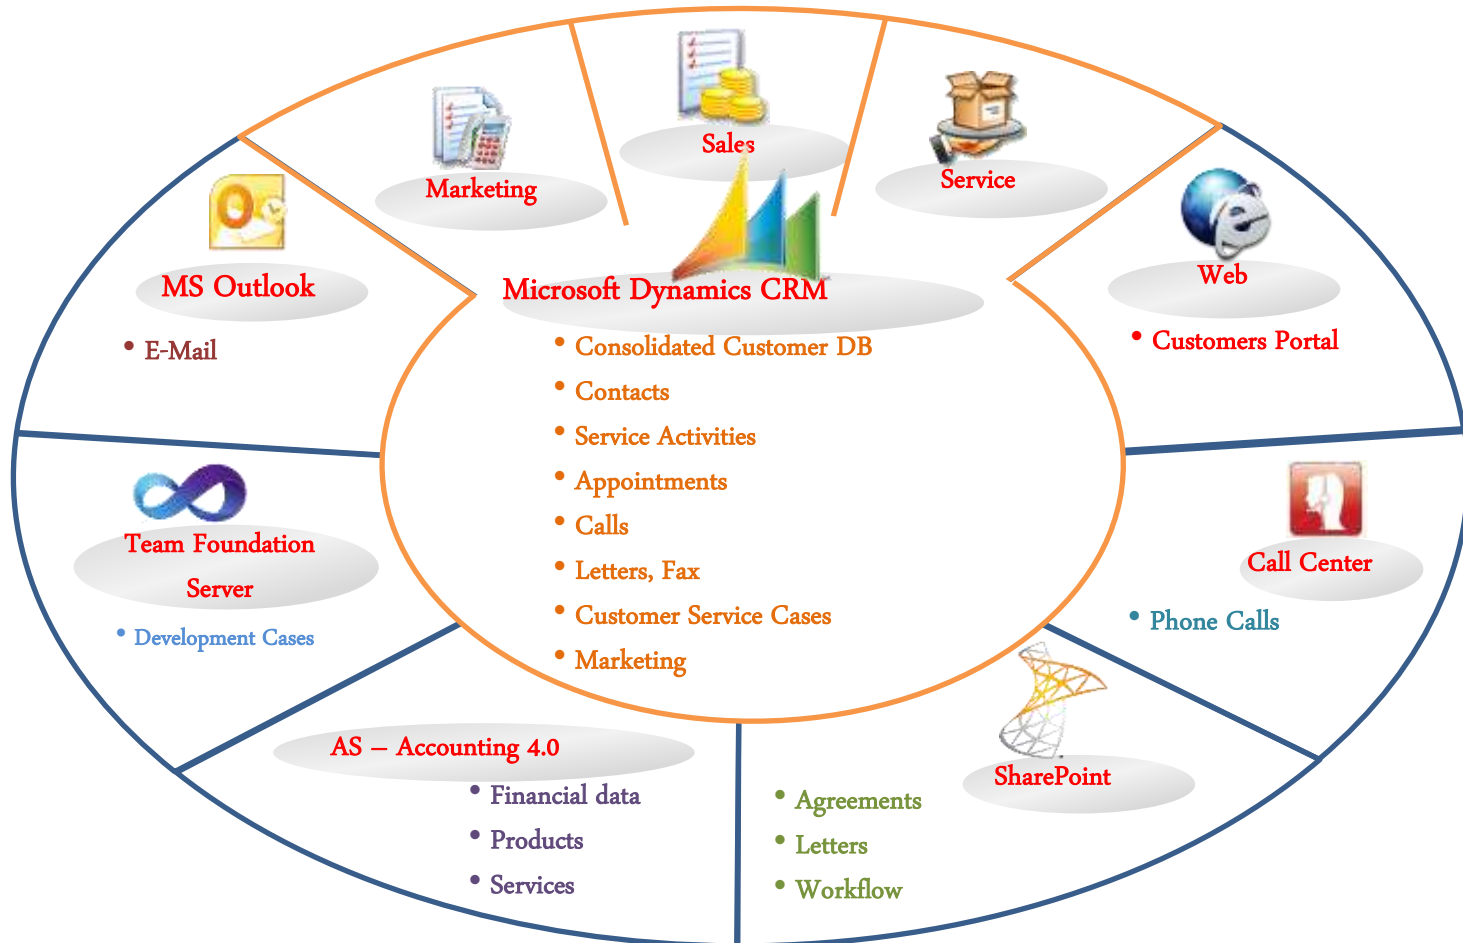 Sales
Marketing
Service
MS Outlook
• E-Mail
Microsoft Dynamics CRM
• Consolidated Customer DB
• Contacts
• Service Activities
• Appointments
• Calls
• Letters, Fax
• Customer Service Cases
• Marketing
Web
• Customers Portal
Team Foundation
Server
• Development Cases
Call Center
• Phone Calls
AS – Accounting 4.0
• Financial data
• Products
• Services
SharePoint
• Agreements
• Letters
• Workflow